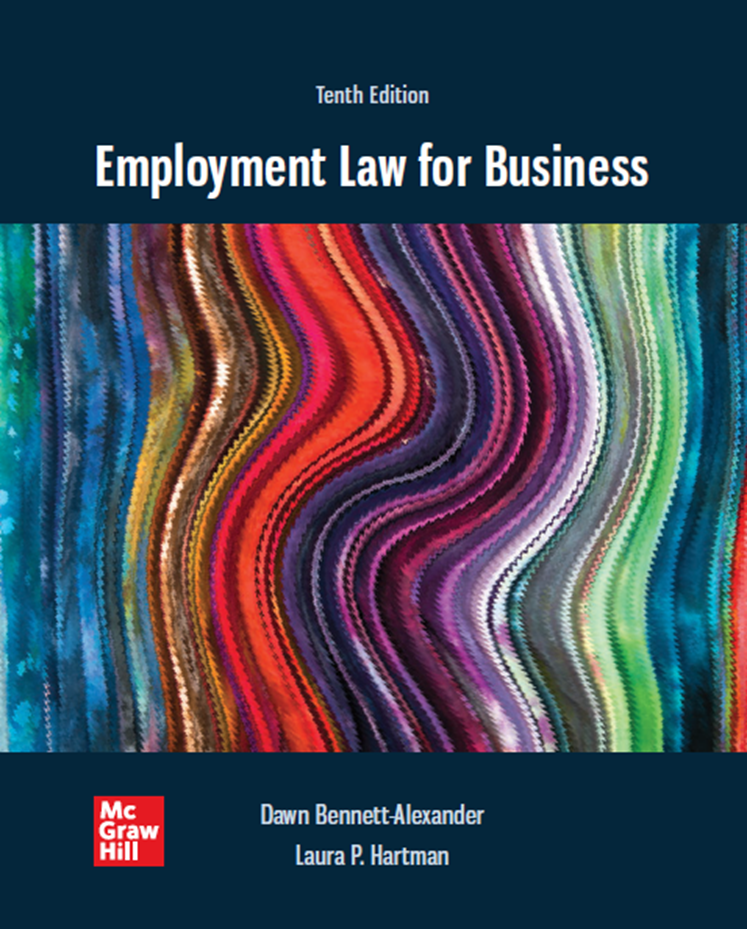 Tenth Edition
Employment Law for Business
Mc
Graw
Hill
Dawn Bennett-Alexander
Laura P. Hartman